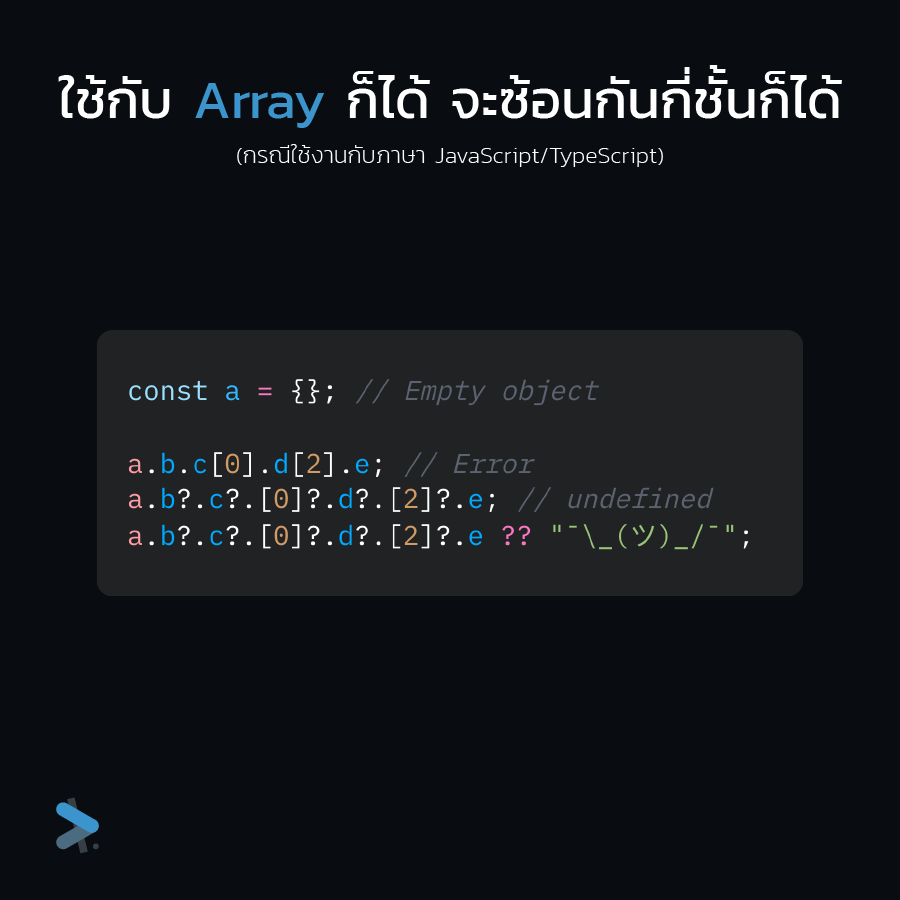 ใช้กับ Array ก็ได้ จะซ้อนกันกี่ชั้นก็ได้
(กรณีใช้งานกับภาษา JavaScript/TypeScript)
const a = {}; // Empty object
a.b.c[0].d[2].e; // Error
a.b?.c?.[0]?.d?.[2]?.e; // undefined
a.b?.c?.[0]?.d?.[2]?.e ?? "¯\_(ツ)_/¯";